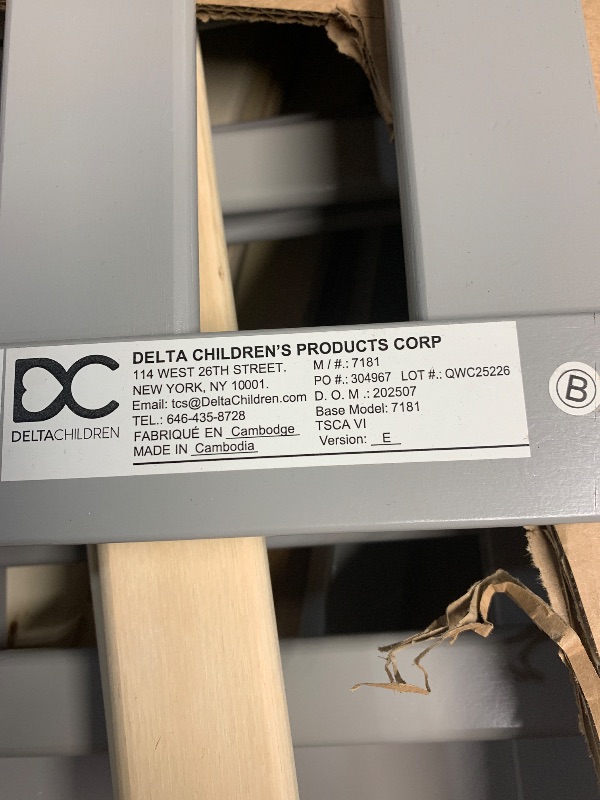 DC
DELTACHILDREN
DELTA CHILDREN'S PRODUCTS CORP
114 WEST 26TH STREET.
NEW YORK, NY 10001.
Email: tcs@DeltaChildren.com
TEL.: 646-435-8728
FABRIQUÉ EN Cambodge
MADE IN Cambodia
M / #.: 7181
PO #.: 304967 LOT #.: QWC25226
D. O. M .: 202507
Base Model: 7181
TSCA VI
Version: E
B